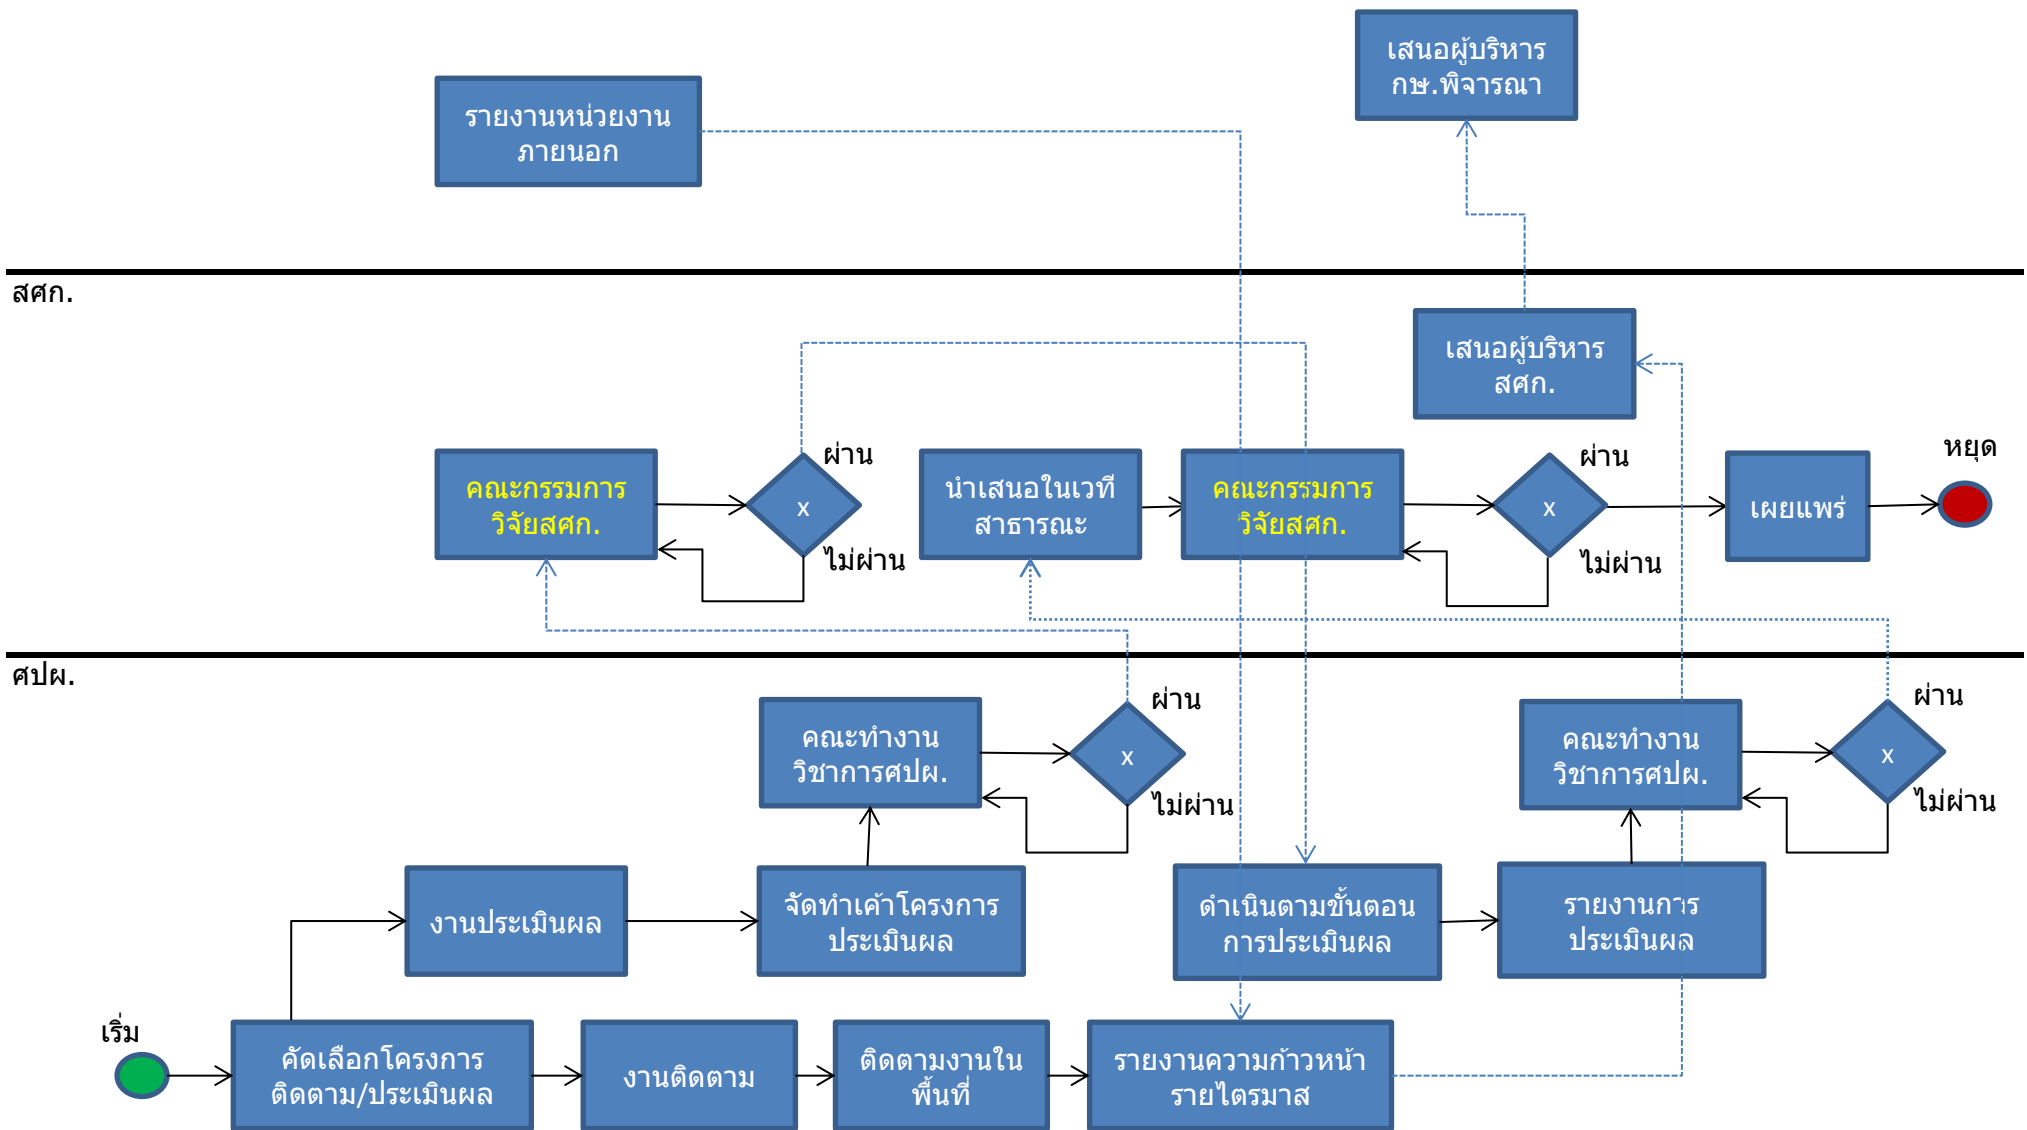 เสนอผู้บริหาร
กษ.พิจารณา
รายงานหน่วยงาน
ภายนอก
สศก.
เสนอผู้บริหาร
สศก.
คณะกรรมการ
วิจัยสศก.
x
ผ่าน
ไม่ผ่าน
นำเสนอในเวที
สาธารณะ
คณะกรรมการ
วิจัยสศก.
x
ผ่าน
ไม่ผ่าน
เผยแพร่
หยุด
ศปผ.
คณะทำงาน
วิชาการศปผ.
x
ผ่าน
ไม่ผ่าน
คณะทำงาน
วิชาการศปผ.
x
ผ่าน
ไม่ผ่าน
งานประเมินผล
จัดทำเค้าโครงการ
ประเมินผล
ดำเนินตามขั้นตอน
การประเมินผล
รายงานการ
ประเมินผล
เริ่ม
คัดเลือกโครงการ
ติดตาม/ประเมินผล
งานติดตาม
ติดตามงานใน
พื้นที่
รายงานความก้าวหน้า
รายไตรมาส